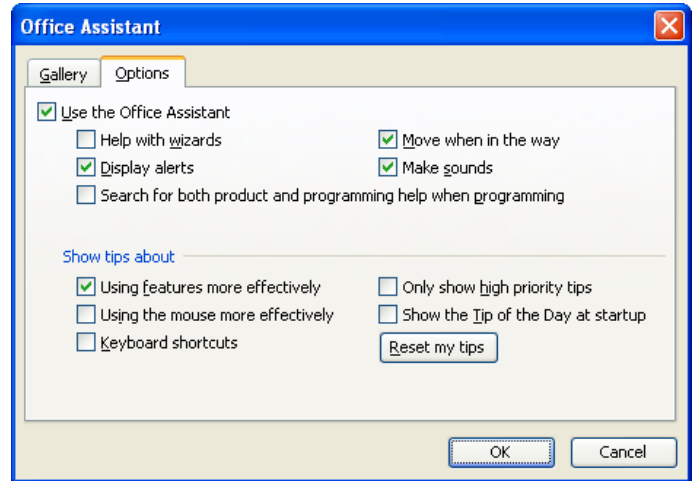 Office Assistant
Gallery Options
Use the Office Assistant
Help with wizards Move when in the way
Display alerts Make sounds
Search for both product and programming help when programming
Show tips about
Using features more effectively Only show high priority tips
Using the mouse more effectively Show the Tip of the Day at startup
Keyboard shortcuts Reset my tips
OK Cancel